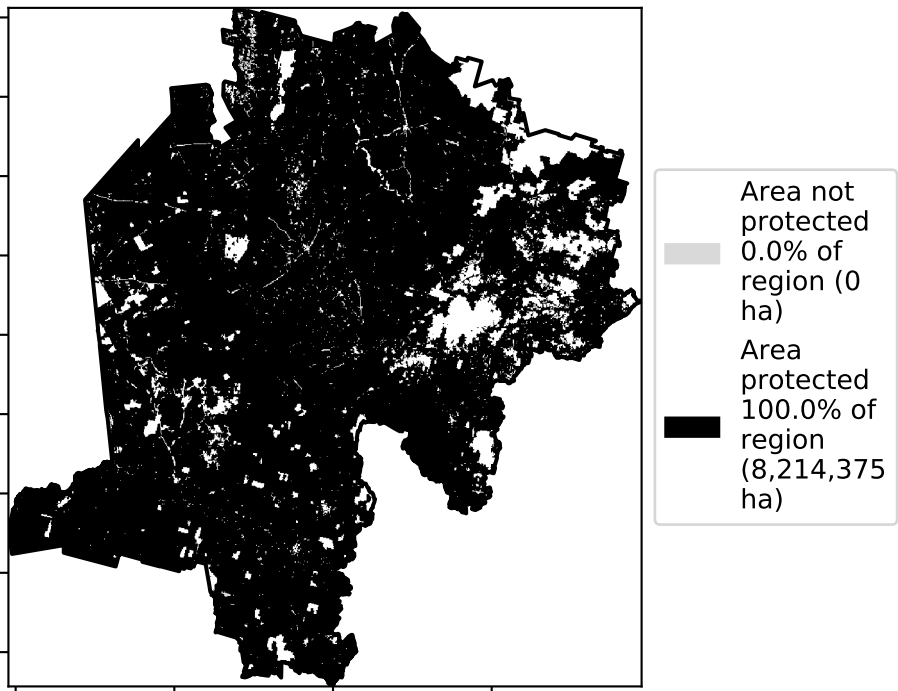 Area not
protected
0.0% of
region (0
ha)
Area
protected
100.0% of
region
(8,214,375
ha)